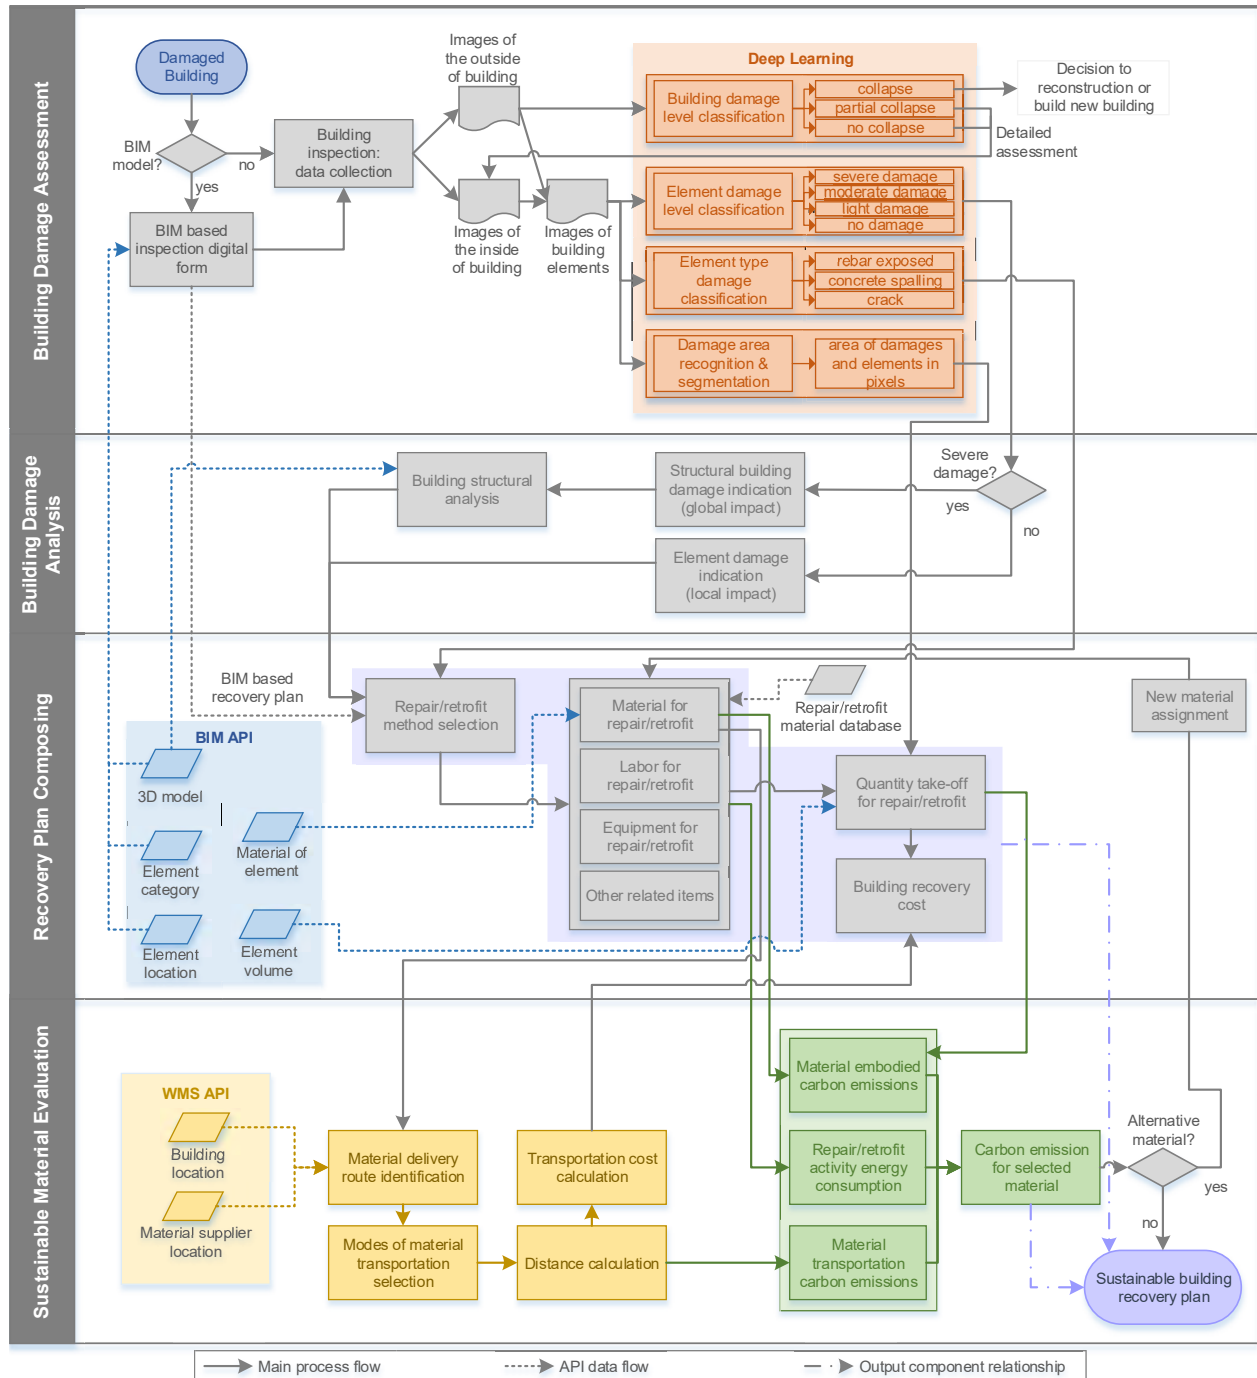 Building Damage Assessment
Damaged
Building
BIM
model?
no
yes
BIM based
inspection digital
form
Building
inspection:
data collection
Images of
the outside
of building
Images of
the inside
of building
Images of
building
elements
Deep Learning
Building damage
level classification
collapse
partial collapse
no collapse
Decision to
reconstruction or
build new building
Detailed
assessment
Element damage
level classification
severe damage
moderate damage
light damage
no damage
Element type
damage
classification
rebar exposed
concrete spalling
crack
Damage area
recognition &
segmentation
area of damages
and elements in
pixels
Building Damage
Analysis
Building structural
analysis
Structural building
damage indication
(global impact)
Severe
damage?
yes
no
Element damage
indication
(local impact)
Recovery Plan Composing
BIM based
recovery plan
Repair/retrofit
method selection
Material for
repair/retrofit
Labor for
repair/retrofit
Equipment for
repair/retrofit
Other related items
Repair/retrofit
material database
New material
assignment
Quantity take-off
for repair/retrofit
Building recovery
cost
BIM API
3D model
Element
category
Element
location
Material of
element
Element
volume
Sustainable Material Evaluation
WMS API
Building
location
Material supplier
location
Material delivery
route identification
Modes of material
transportation
selection
Transportation cost
calculation
Distance calculation
Material embodied
carbon emissions
Repair/retrofit
activity energy
consumption
Material
transportation
carbon emissions
Carbon emission
for selected
material
Alternative
material?
yes
no
Sustainable building
recovery plan
Main process flow
API data flow
Output component relationship